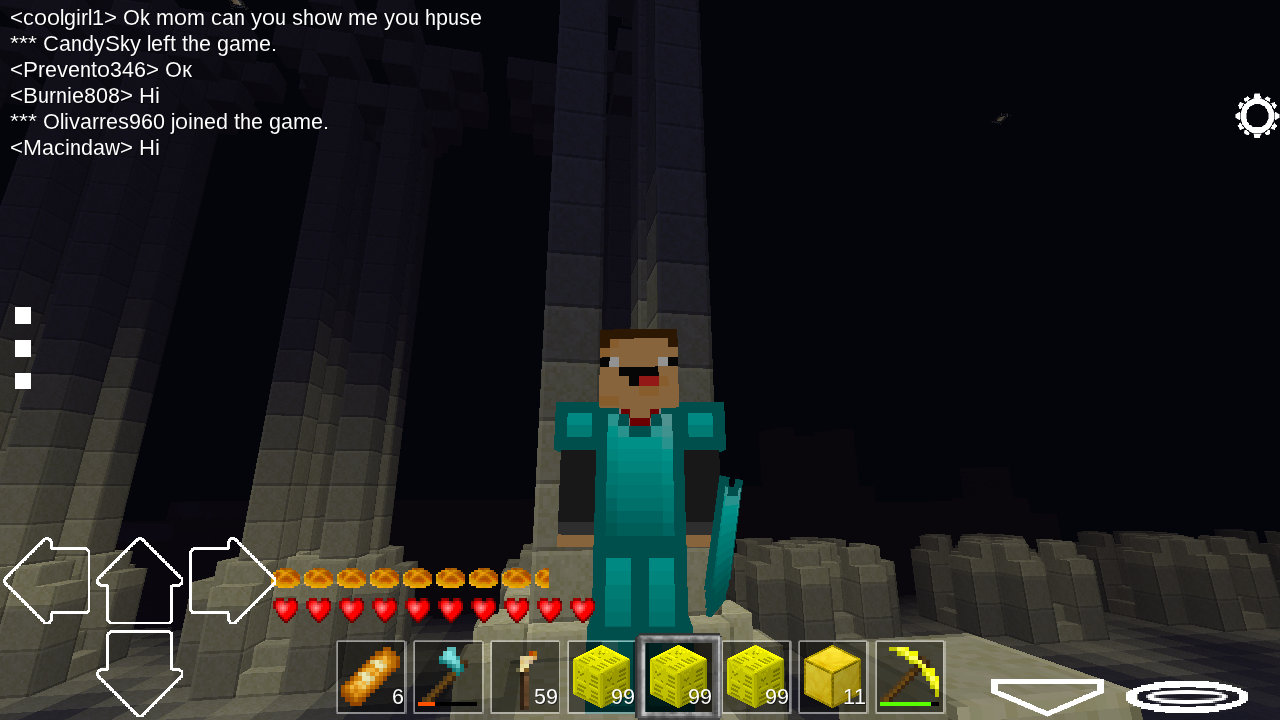 <coolgirl1> Ok mom can you show me you hpuse
*** CandySky left the game.
<Prevento346> Ок
<Burnie808> Hi
*** Olivarres960 joined the game.
<Macindaw> Hi
6 59 99 99 99 11